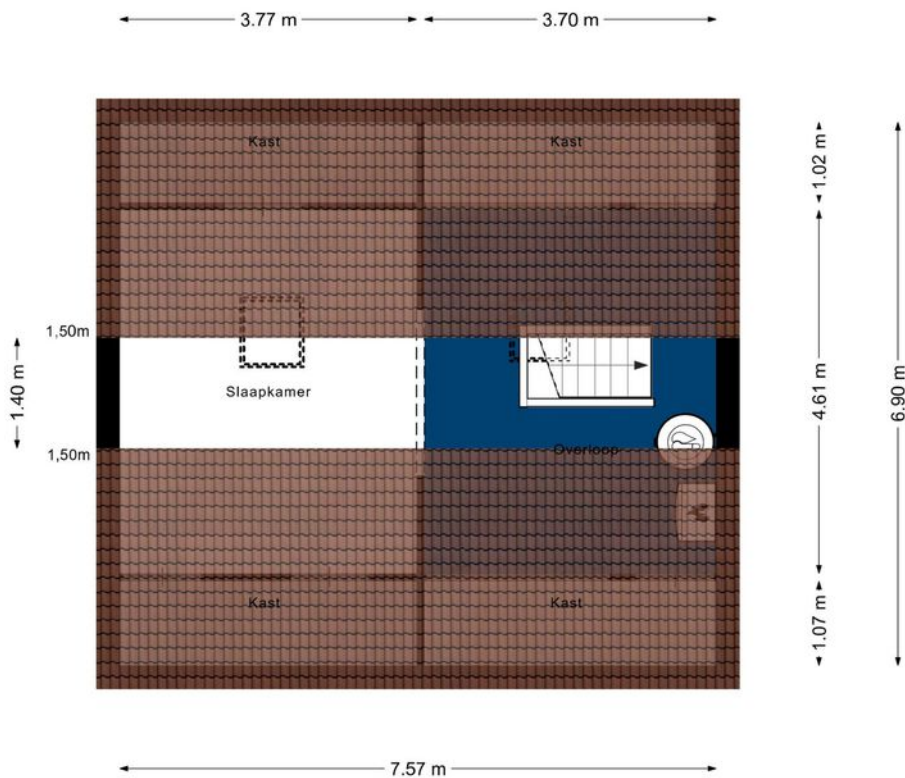 3.77 m
3.70 m
Kast
Kast
1.02 m
1,50m
1.40 m
Slaapkamer
4.61 m
6.90 m
1,50m
Overloop
Kast
Kast
1.07 m
7.57 m